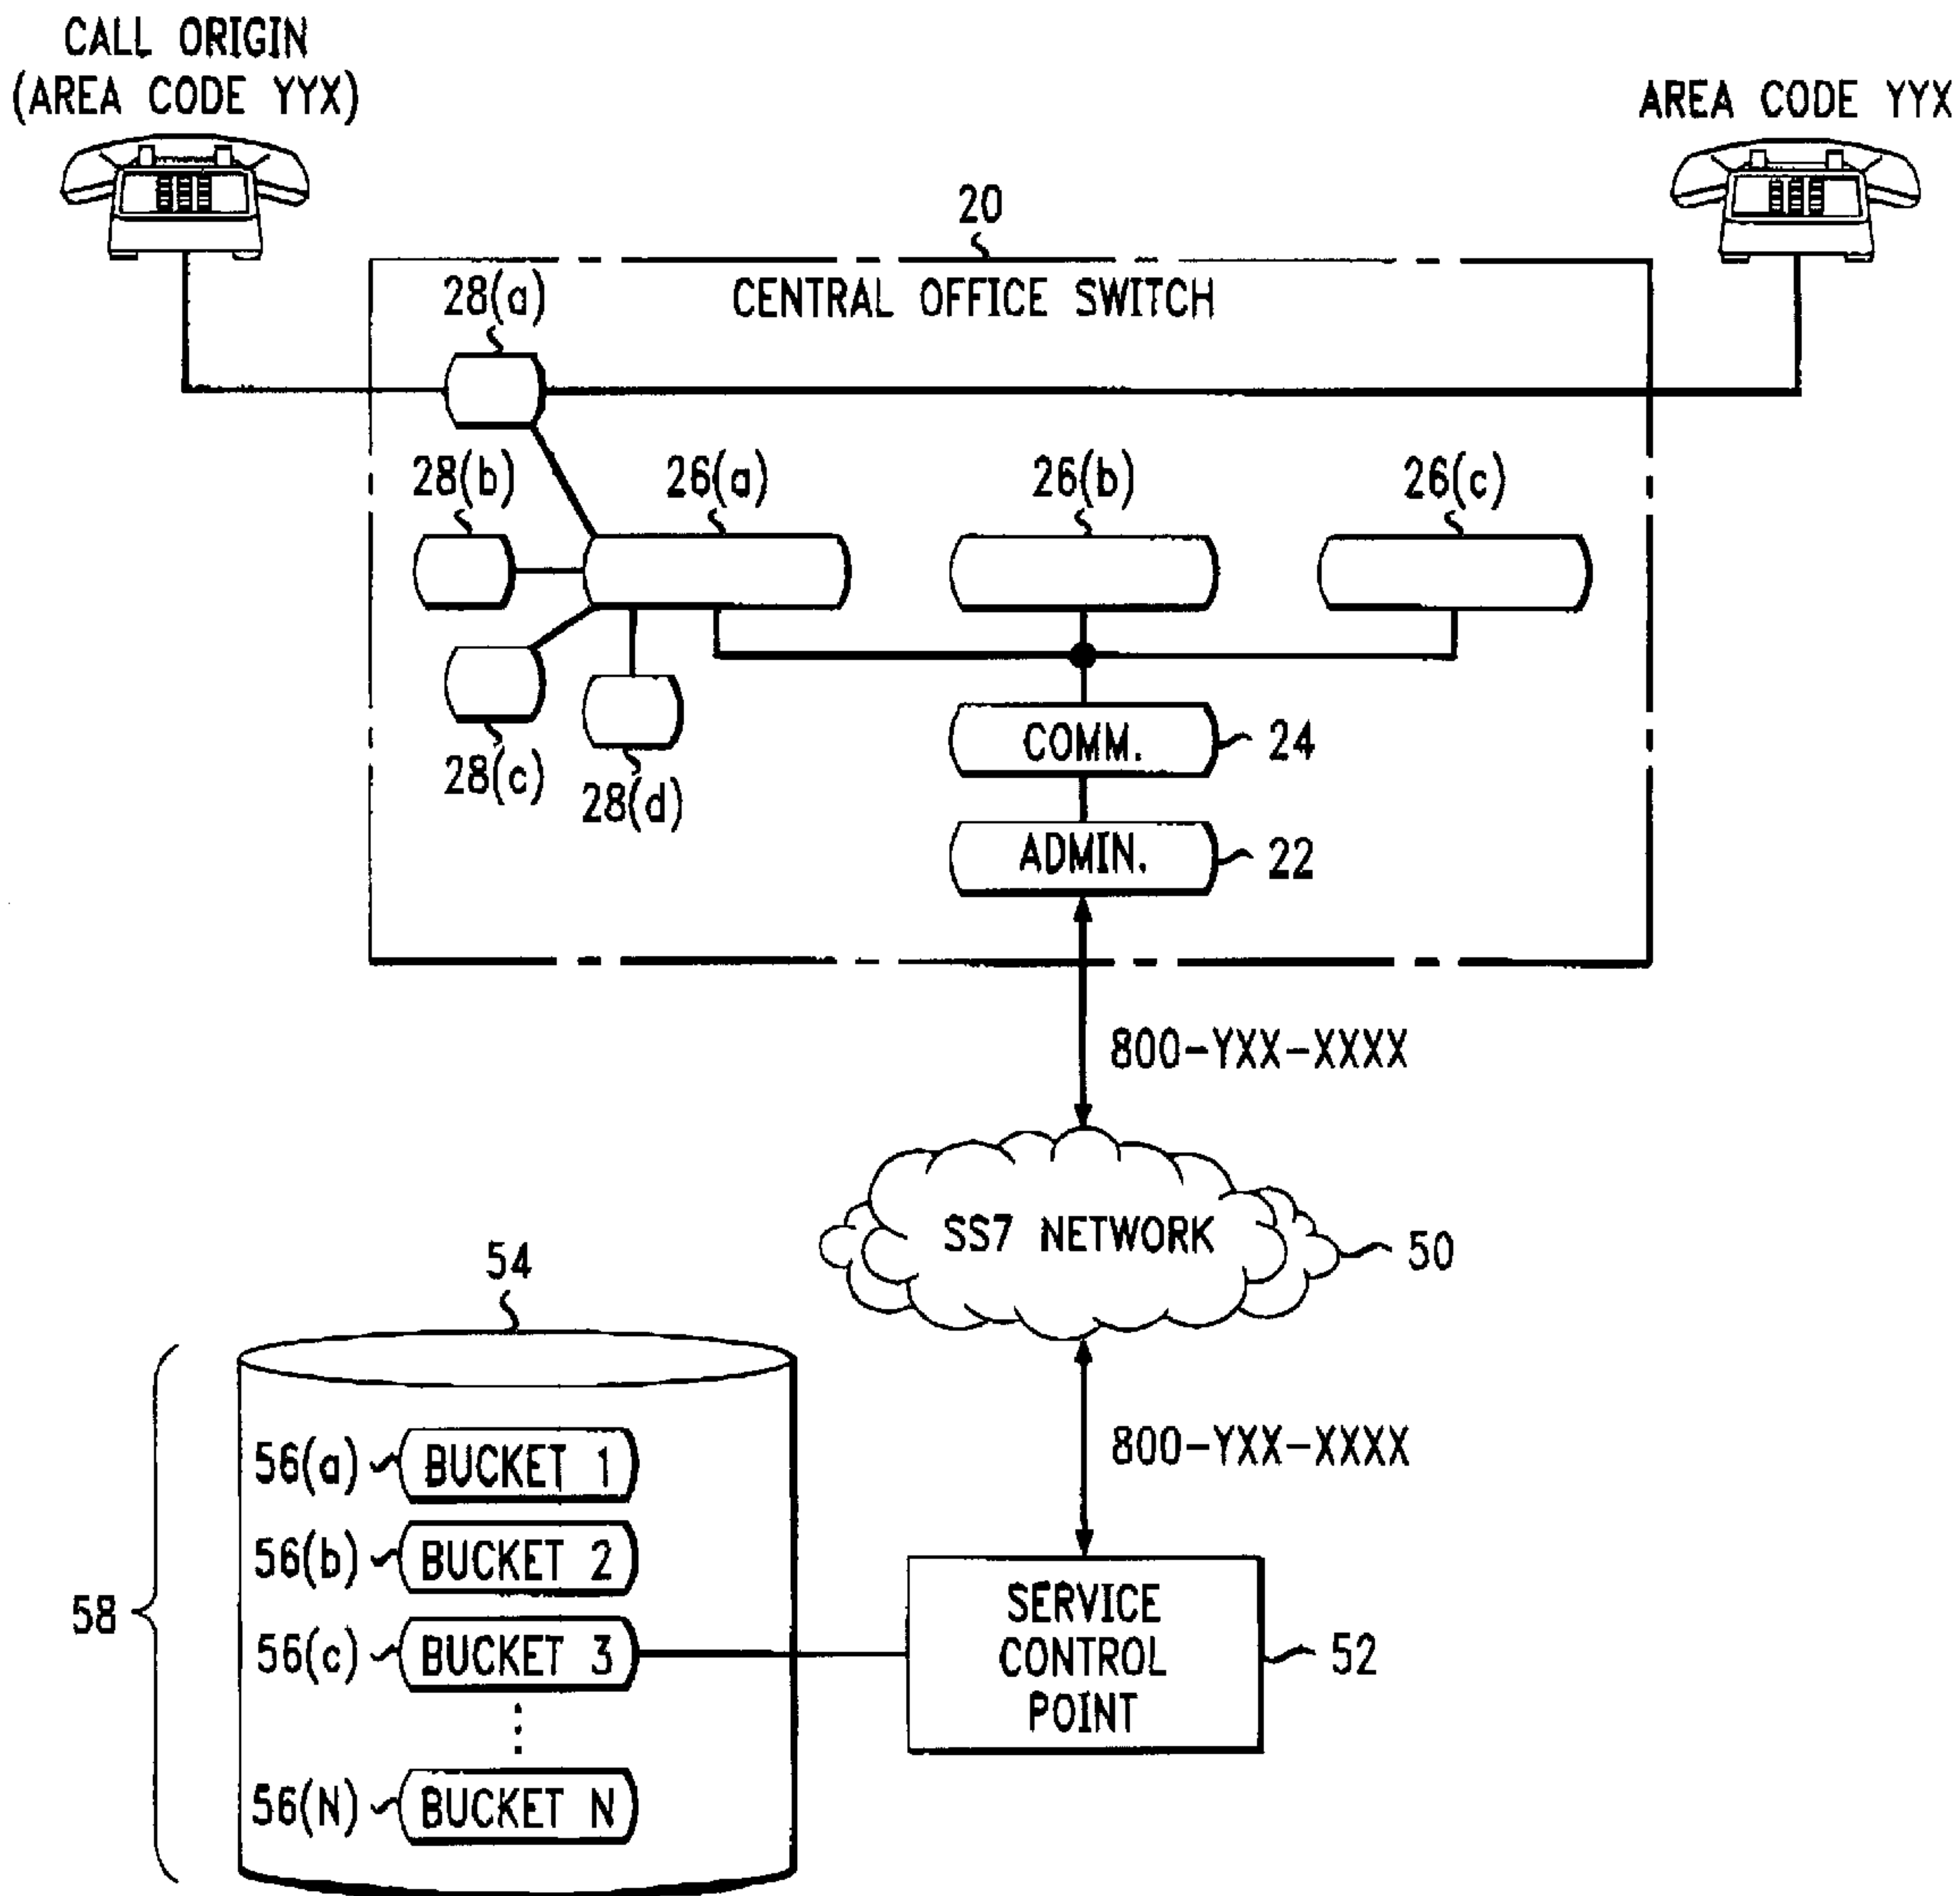 CALL ORIGIN
(AREA CODE YYX)
AREA CODE YYX
20
CENTRAL OFFICE SWITCH
28(a)
28(b)
26(a)
26(b)
26(c)
28(c)
28(d)
COMM.
24
ADMIN.
22
800-YXX-XXXX
SS7 NETWORK
50
54
800-YXX-XXXX
58
56(a)
BUCKET 1
56(b)
BUCKET 2
56(c)
BUCKET 3
56(N)
BUCKET N
SERVICE
CONTROL
POINT
52